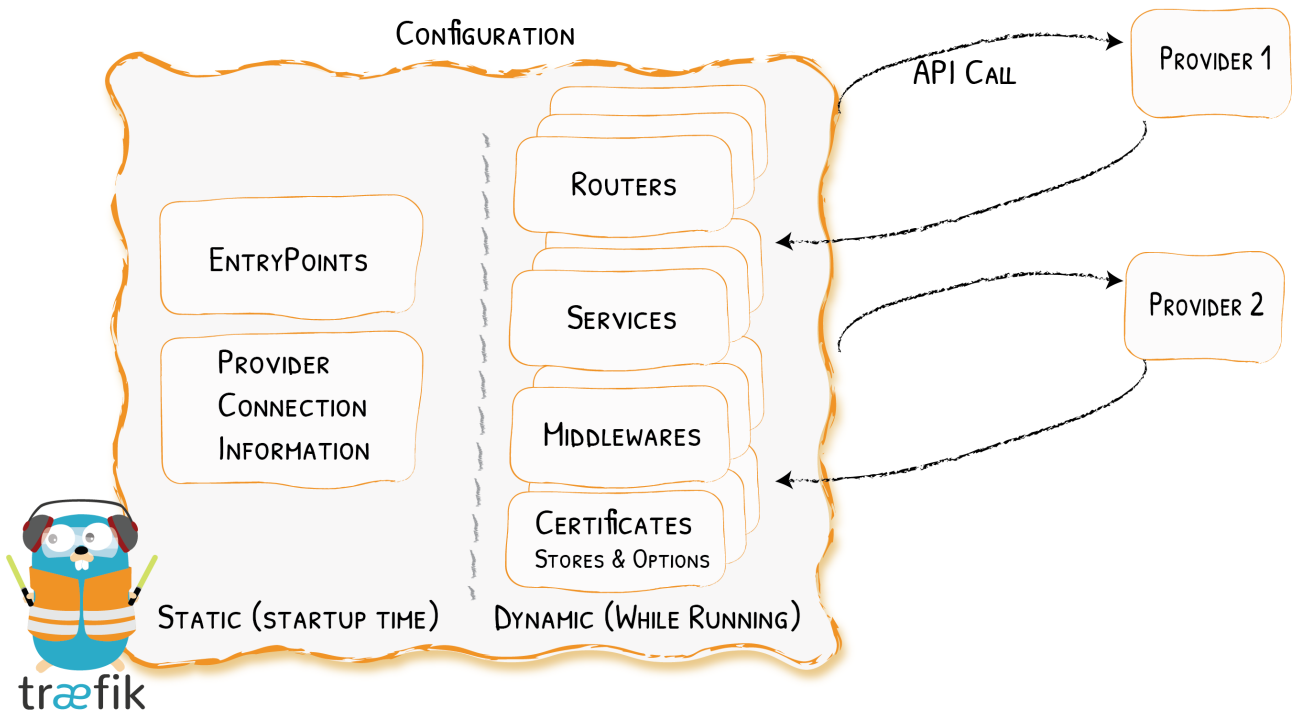 Configuration
API Call
Provider 1
Routers
EntryPoints
Services
Provider 2
Provider
Connection
Information
Middlewares
Certificates
Stores & Options
Static (startup time)
Dynamic (While Running)
træfik